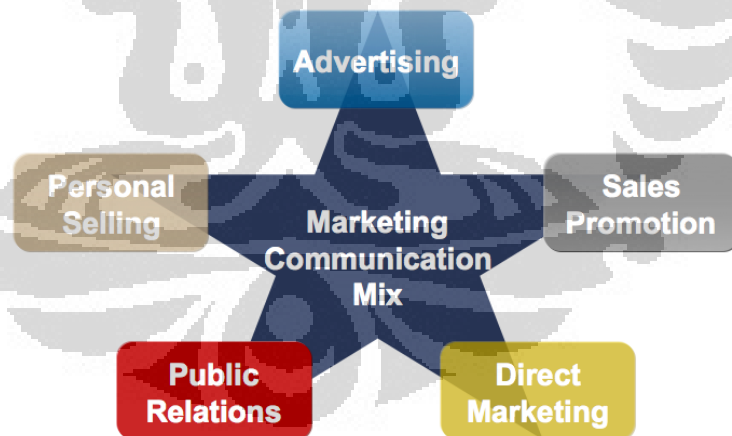 Advertising
Personal
Selling
Sales
Promotion
Marketing
Communication
Mix
Public
Relations
Direct
Marketing